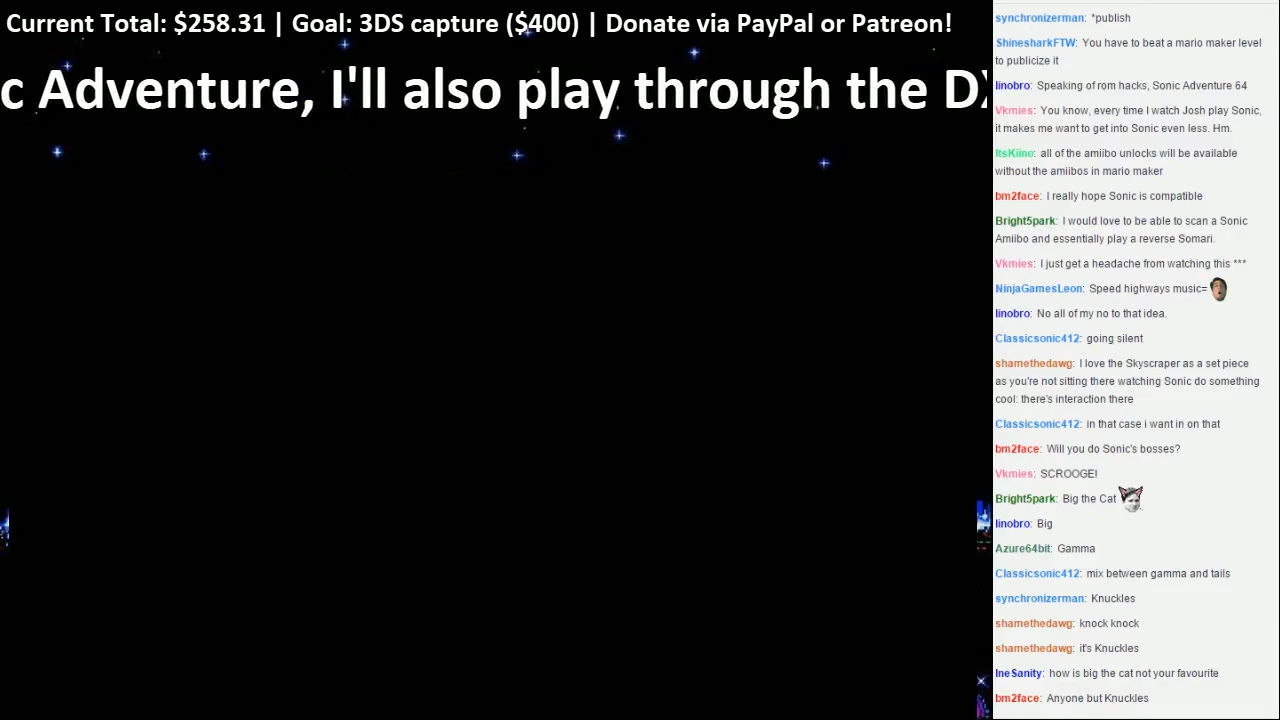 Current Total: $258.31 | Goal: 3DS capture ($400) | Donate via PayPal or Patreon!
c Adventure, I'll also play through the DX
synchronizerman: *publish
ShinesharkFTW: You have to beat a mario maker level
to publicize it
linobro: Speaking of rom hacks, Sonic Adventure 64
Vkmies: You know, every time I watch Josh play Sonic,
it makes me want to get into Sonic even less. Hm.
ItsKiino: all of the amiibo unlocks will be available
without the amiibos in mario maker
bm2face: I really hope Sonic is compatible
Bright5park: I would love to be able to scan a Sonic
Amiibo and essentially play a reverse Somari.
Vkmies: I just get a headache from watching this ***
NinjaGamesLeon: Speed highways music=
linobro: No all of my no to that idea.
Classicsonic412: going silent
shamethedawg: I love the Skyscraper as a set piece
as you're not sitting there watching Sonic do something
cool: there's interaction there
Classicsonic412: in that case i want in on that
bm2face: Will you do Sonic's bosses?
Vkmies: SCROOGE!
Bright5park: Big the Cat
linobro: Big
Azure64bit: Gamma
Classicsonic412: mix between gamma and tails
synchronizerman: Knuckles
shamethedawg: knock knock
shamethedawg: it's Knuckles
IneSanity: how is big the cat not your favourite
bm2face: Anyone but Knuckles